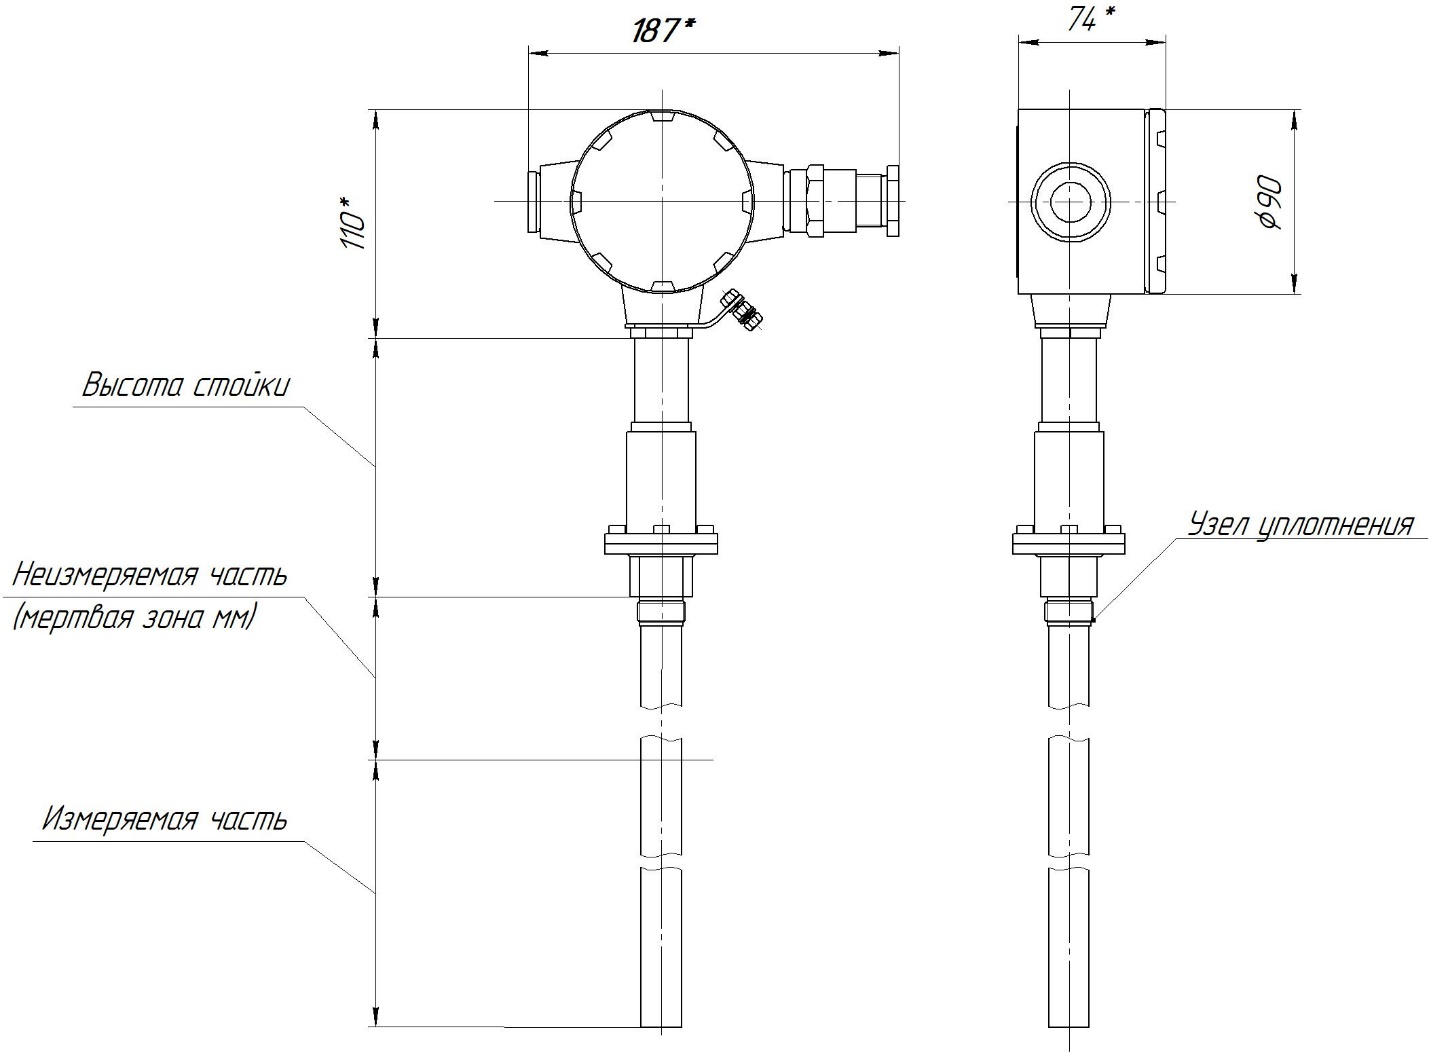 187*
74*
110*
ϕ90
Высота стойки
Узел уплотнения
Неизмеряемая часть
(мертвая зона мм)
Измеряемая часть